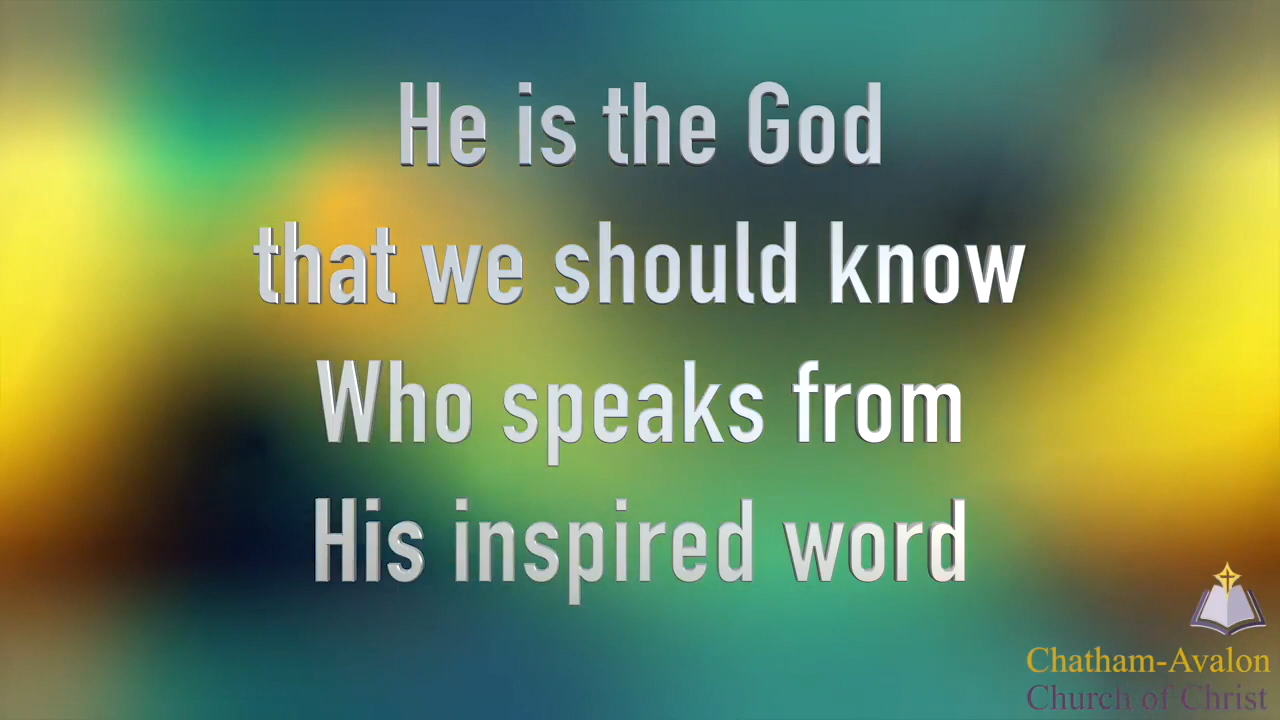 He is the God
that we should know
Who speaks from
His inspired word
Chatham-Avalon
Church of Christ